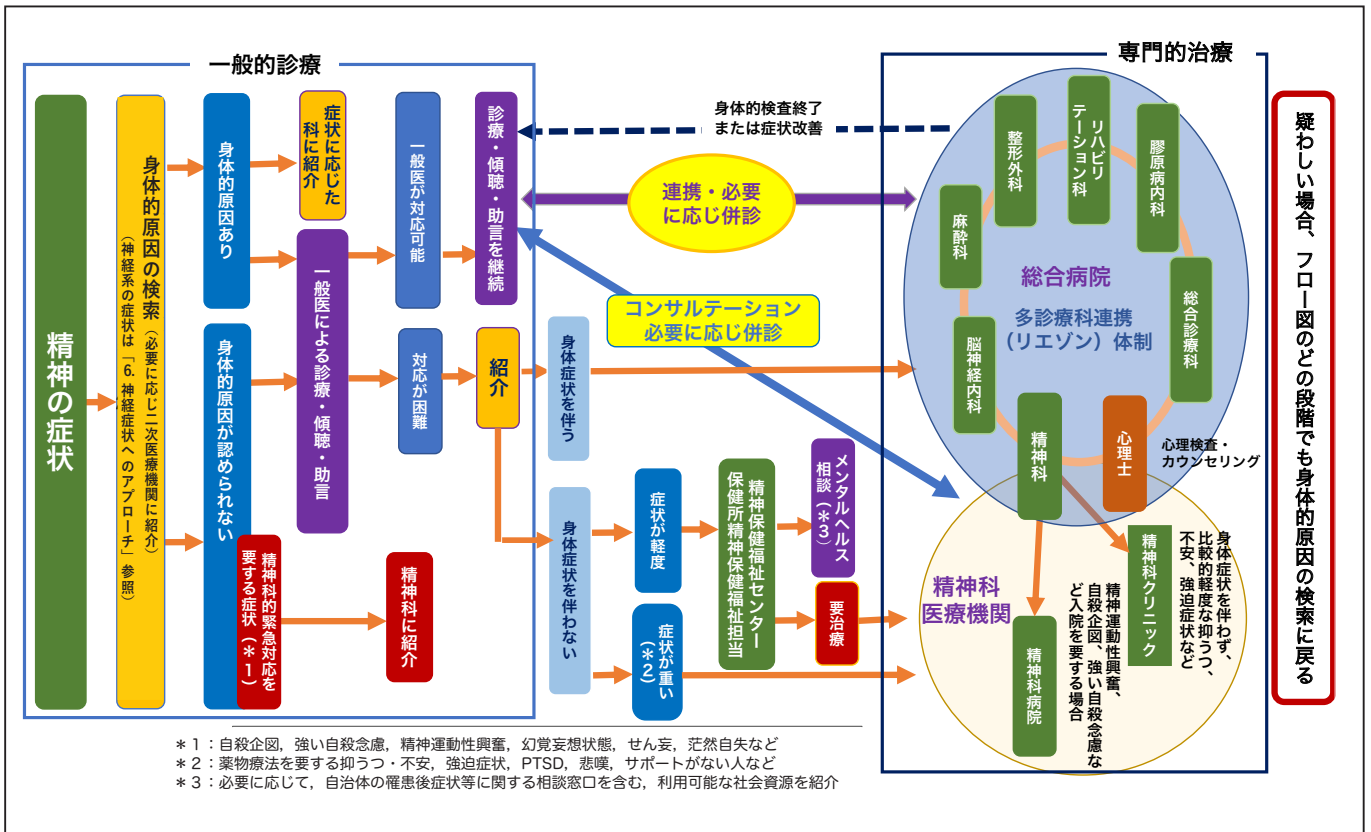 一般的診療
精神の症状
身体的原因の検索（必要に応じ二次医療機関に紹介）
（神経系の症状は「6. 神経症状へのアプローチ」参照）
身体的原因あり
症状に応じた
科に紹介
一般医が対応可能
診療・傾聴・助言を継続
身体的原因が認められない
一般医による診療・傾聴・助言
対応が困難
紹介
精神科的緊急対応を
要する症状（＊1）
精神科に紹介
身体的検査終了
または症状改善
連携・必要
に応じ併診
コンサルテーション
必要に応じ併診
身体症状を伴う
身体症状を伴わない
症状が軽度
症状が重い
（＊2）
精神保健福祉センター
保健所精神保健福祉担当
メンタルヘルス
相談（＊3）
要治療
専門的治療
整形外科
リハビリ
テーション科
膠原病内科
麻酔科
総合病院
多診療科連携
（リエゾン）体制
総合診療科
脳神経内科
精神科
心理士
心理検査・
カウンセリング
精神科
医療機関
精神科病院
精神運動性興奮、
自殺企図、強い自殺念慮な
ど入院を要する場合
精神科クリニック
身体症状を伴わず、
比較的軽度な抑うつ、
不安、強迫症状など
疑わしい場合、フロー図のどの段階でも身体的原因の検索に戻る
＊1：自殺企図，強い自殺念慮，精神運動性興奮，幻覚妄想状態，せん妄，茫然自失など
＊2：薬物療法を要する抑うつ・不安，強迫症状，PTSD，悲嘆，サポートがない人など
＊3：必要に応じて，自治体の罹患後症状等に関する相談窓口を含む，利用可能な社会資源を紹介